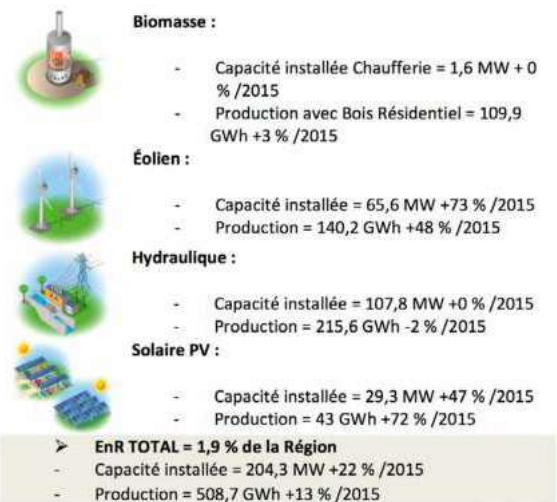 Biomasse :
- Capacité installée Chaufferie = 1,6 MW + 0
% /2015
- Production avec Bois Résidentiel = 109,9
GWh +3 % /2015
Éolien :
- Capacité installée = 65,6 MW +73 % /2015
- Production = 140,2 GWh +48 % /2015
Hydraulique :
- Capacité installée = 107,8 MW +0 % /2015
- Production = 215,6 GWh -2 % /2015
Solaire PV :
- Capacité installée = 29,3 MW +47 % /2015
- Production = 43 GWh +72 % /2015
➤ EnR TOTAL = 1,9 % de la Région
- Capacité installée = 204,3 MW +22 % /2015
- Production = 508,7 GWh +13 % /2015